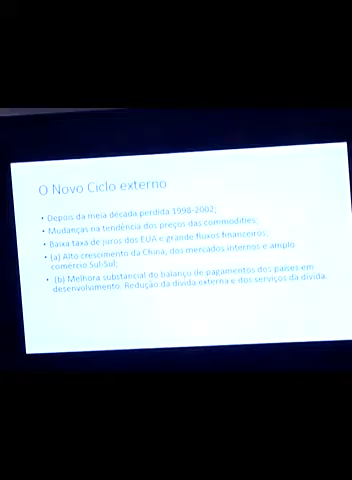 O Novo Ciclo externo
• Depois da meia década perdida 1998-2002;
• Mudanças na tendência dos preços das commodities;
• Baixa taxa de juros dos EUA e grande fluxos financeiros;
• (a) Alto crescimento da China, dos mercados internos e amplo
comércio Sul-Sul;
• (b) Melhora substancial do balanço de pagamentos dos países em
desenvolvimento. Redução da dívida externa e dos serviços da dívida.